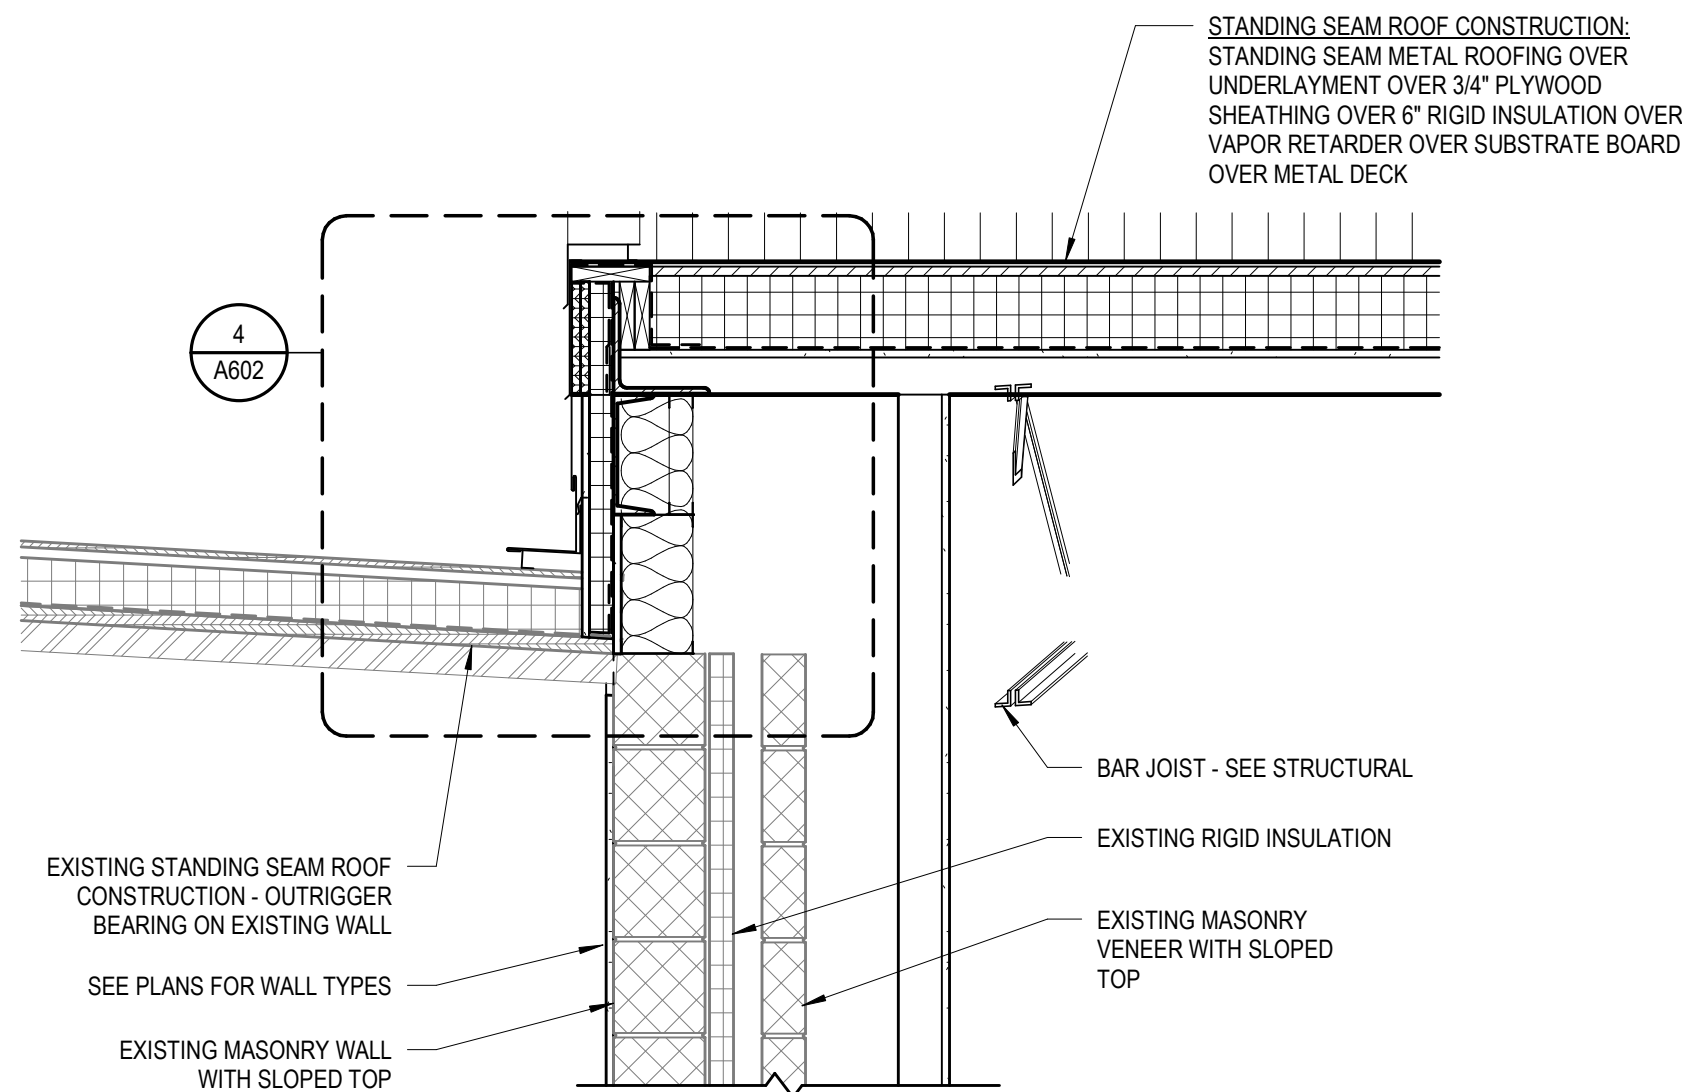 STANDING SEAM ROOF CONSTRUCTION:
STANDING SEAM METAL ROOFING OVER
UNDERLAYMENT OVER 3/4" PLYWOOD
SHEATHING OVER 6" RIGID INSULATION OVER
VAPOR RETARDER OVER SUBSTRATE BOARD
OVER METAL DECK
4
A602
BAR JOIST - SEE STRUCTURAL
EXISTING RIGID INSULATION
EXISTING MASONRY
VENEER WITH SLOPED
TOP
EXISTING STANDING SEAM ROOF
CONSTRUCTION - OUTRIGGER
BEARING ON EXISTING WALL
SEE PLANS FOR WALL TYPES
EXISTING MASONRY WALL
WITH SLOPED TOP